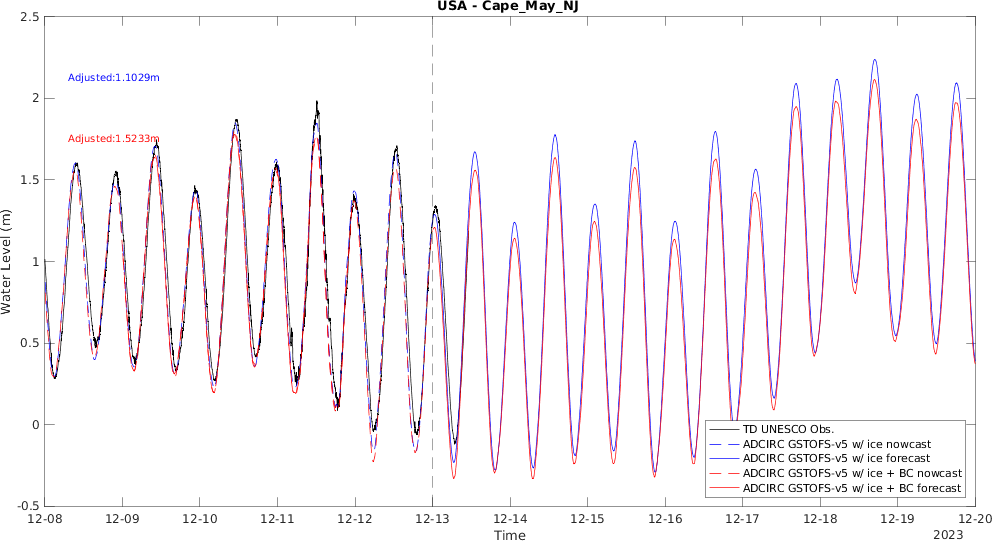 USA - Cape_May_NJ
2.5
2
1.5
1
0.5
0
-0.5
Water Level (m)
Adjusted:1.1029m
Adjusted:1.5233m
TD UNESCO Obs.
ADCIRC GSTOFS-v5 w/ ice nowcast
ADCIRC GSTOFS-v5 w/ ice forecast
ADCIRC GSTOFS-v5 w/ ice + BC nowcast
ADCIRC GSTOFS-v5 w/ ice + BC forecast
12-08 12-09 12-10 12-11 12-12 12-13 12-14 12-15 12-16 12-17 12-18 12-19 12-20
Time
2023